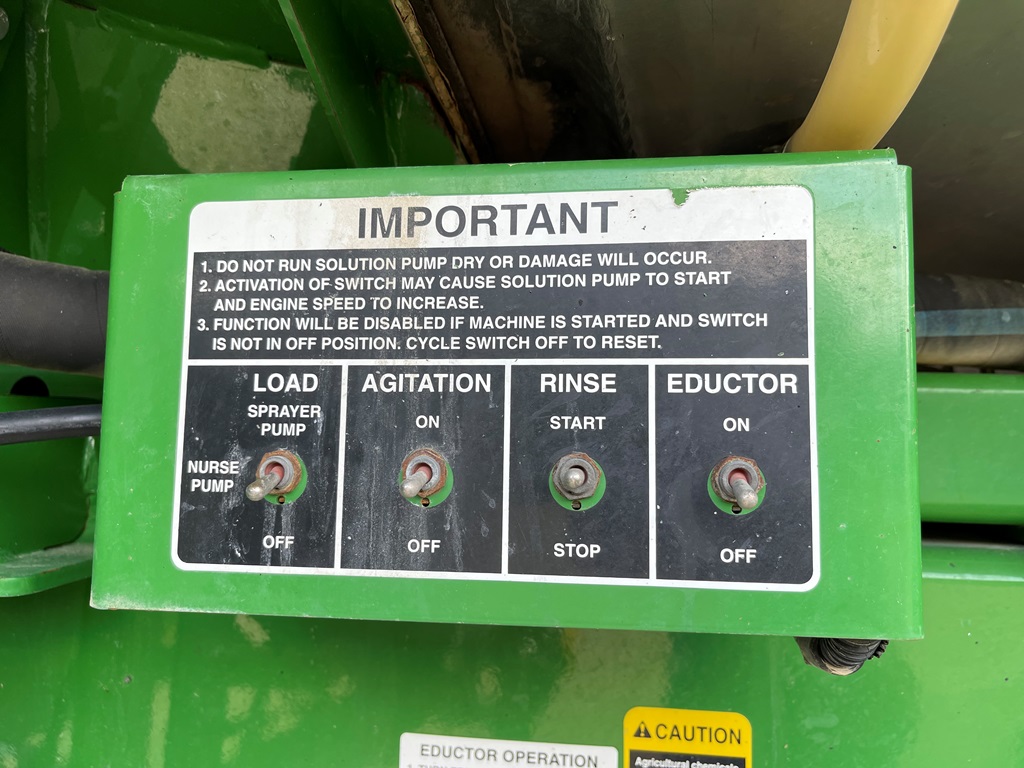 IMPORTANT
1. DO NOT RUN SOLUTION PUMP DRY OR DAMAGE WILL OCCUR.
2. ACTIVATION OF SWITCH MAY CAUSE SOLUTION PUMP TO START
AND ENGINE SPEED TO INCREASE.
3. FUNCTION WILL BE DISABLED IF MACHINE IS STARTED AND SWITCH
IS NOT IN OFF POSITION. CYCLE SWITCH OFF TO RESET.
LOAD
SPRAYER
PUMP
NURSE
PUMP
OFF
AGITATION
ON
OFF
RINSE
START
STOP
EDUCTOR
ON
OFF
EDUCTOR OPERATION
CAUTION
Agricultural chemicals